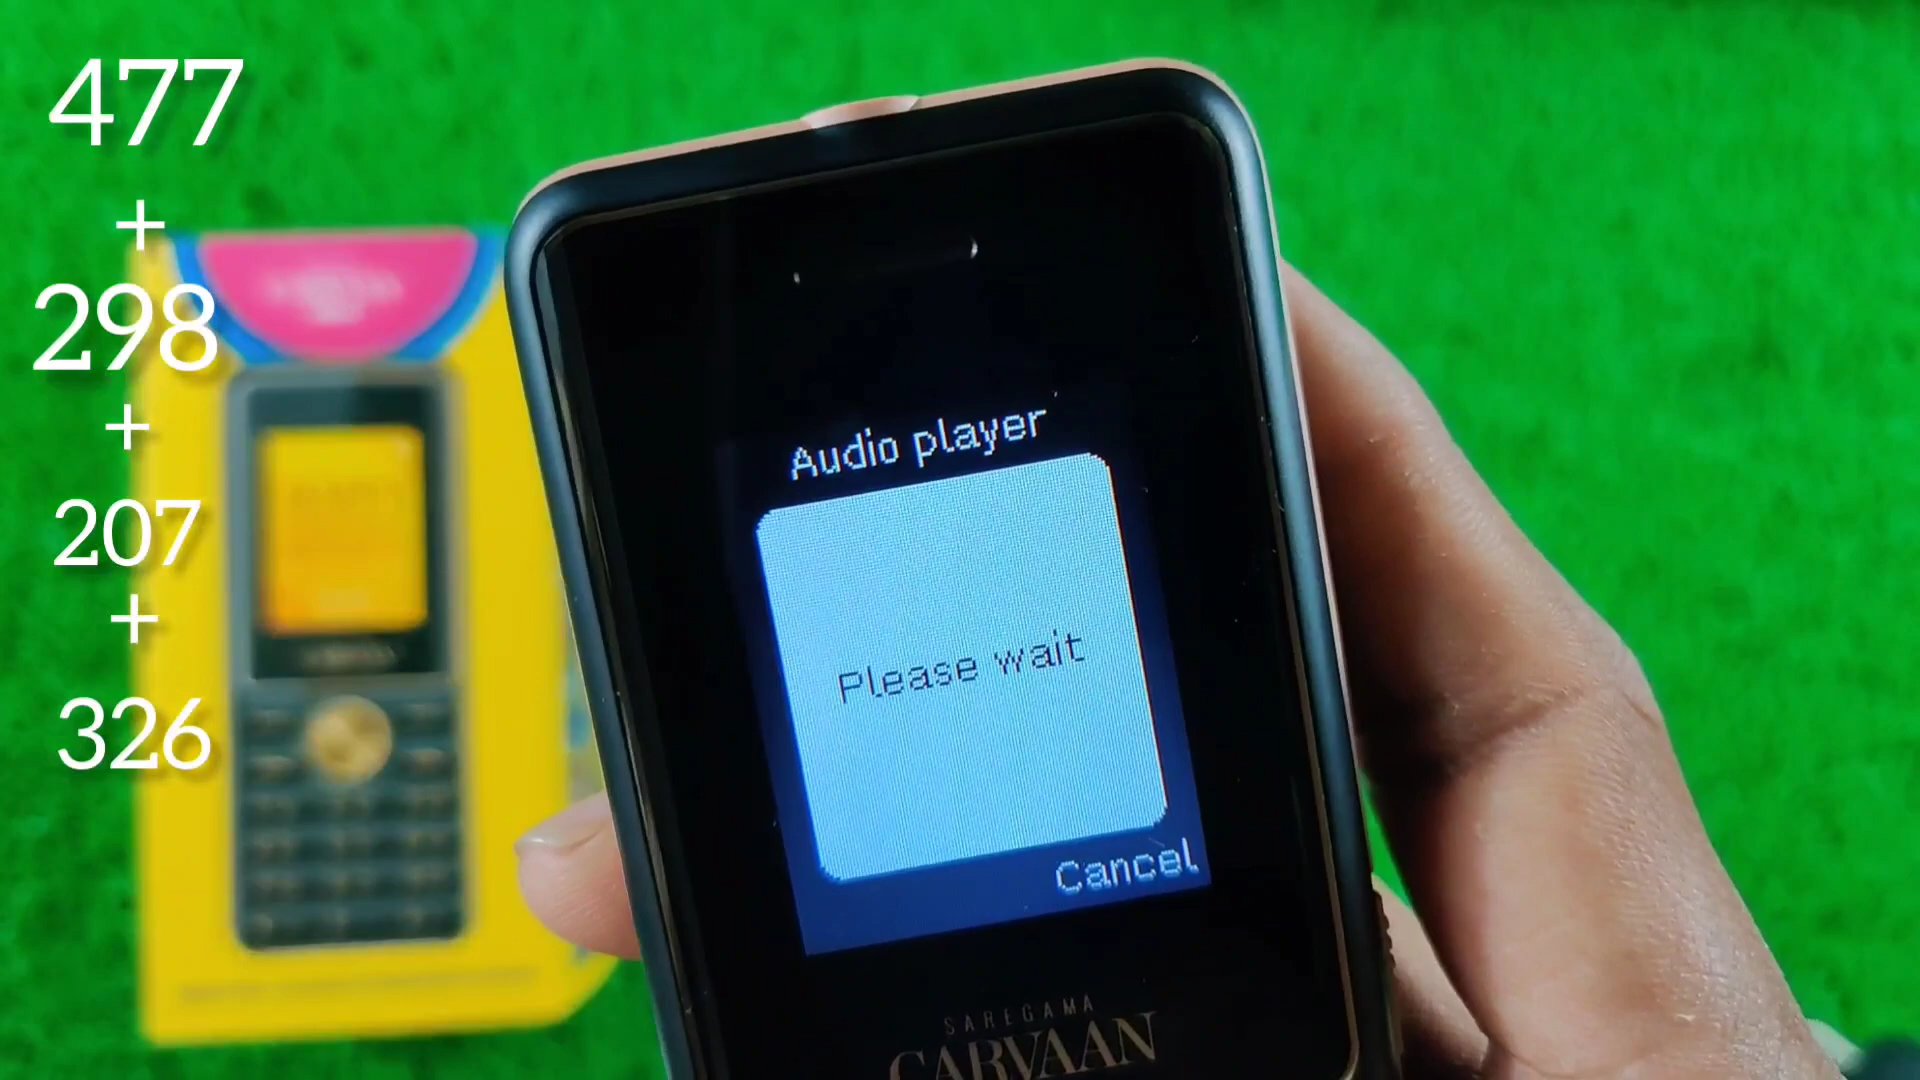 477
+
298
+
207
+
326
Audio player
Please wait
Cancel
SAREGAMA
CARVAAN